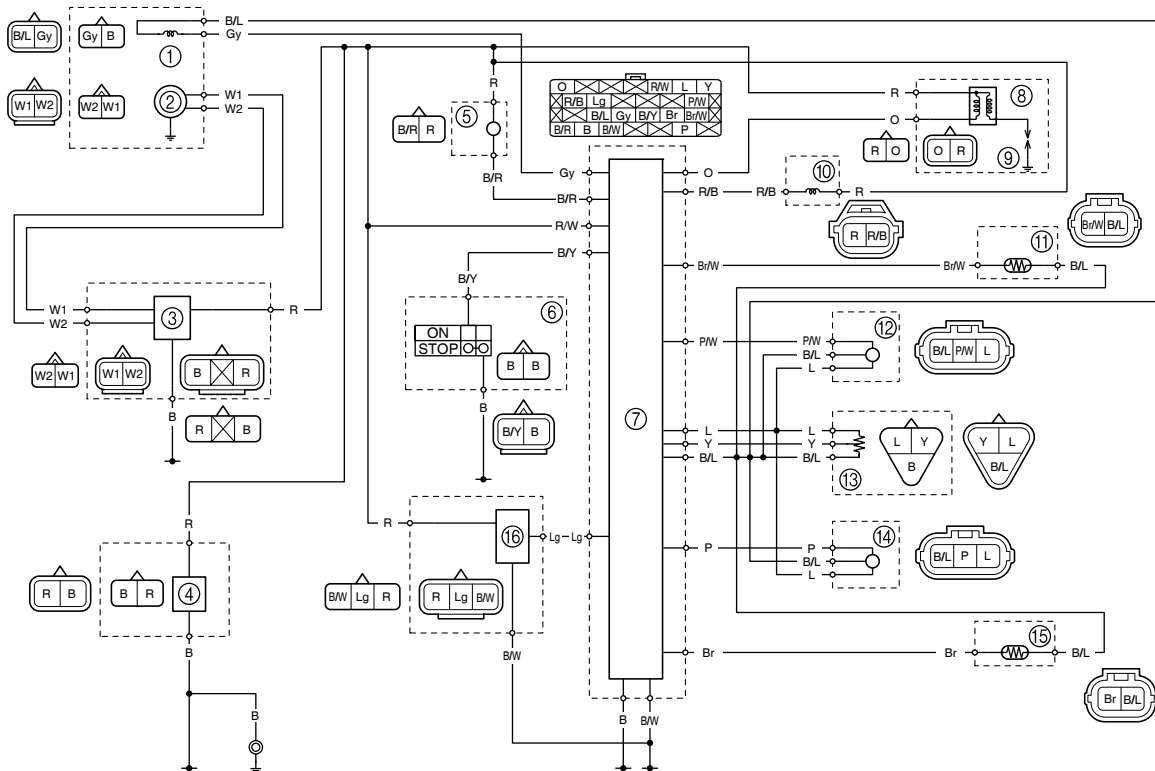 B/L
B/L Gy
Gy B
Gy
①
W1 W2
W2 W1
②
W1
W2
R
B/R R
⑤
B/R
O R/W L Y
R/B Lg P/W
B/L Gy B/Y Br Br/W
B/R B B/W P
R
O
⑧
R O
O R
⑨
Gy
B/R
R/W
B/Y
O
R/B
R/B
⑩
R
R R/B
Br/W B/L
Br/W
Br/W
⑪
B/L
B/Y
ON
STOP
⑥
B B
B
B/Y B
W1
W2
③
R
W2 W1
W1 W2
B R
B
R B
⑦
P/W
P/W
B/L
L
⑫
B/L P/W L
L
Y
B/L
L
Y
B/L
⑬
L Y
B
Y L
B/L
R
R B
B R
④
B
B
R
⑯
Lg
Lg
B/W Lg R
R Lg B/W
B/W
P
P
B/L
L
⑭
B/L P L
Br
Br
⑮
B/L
Br B/L
B
B/W